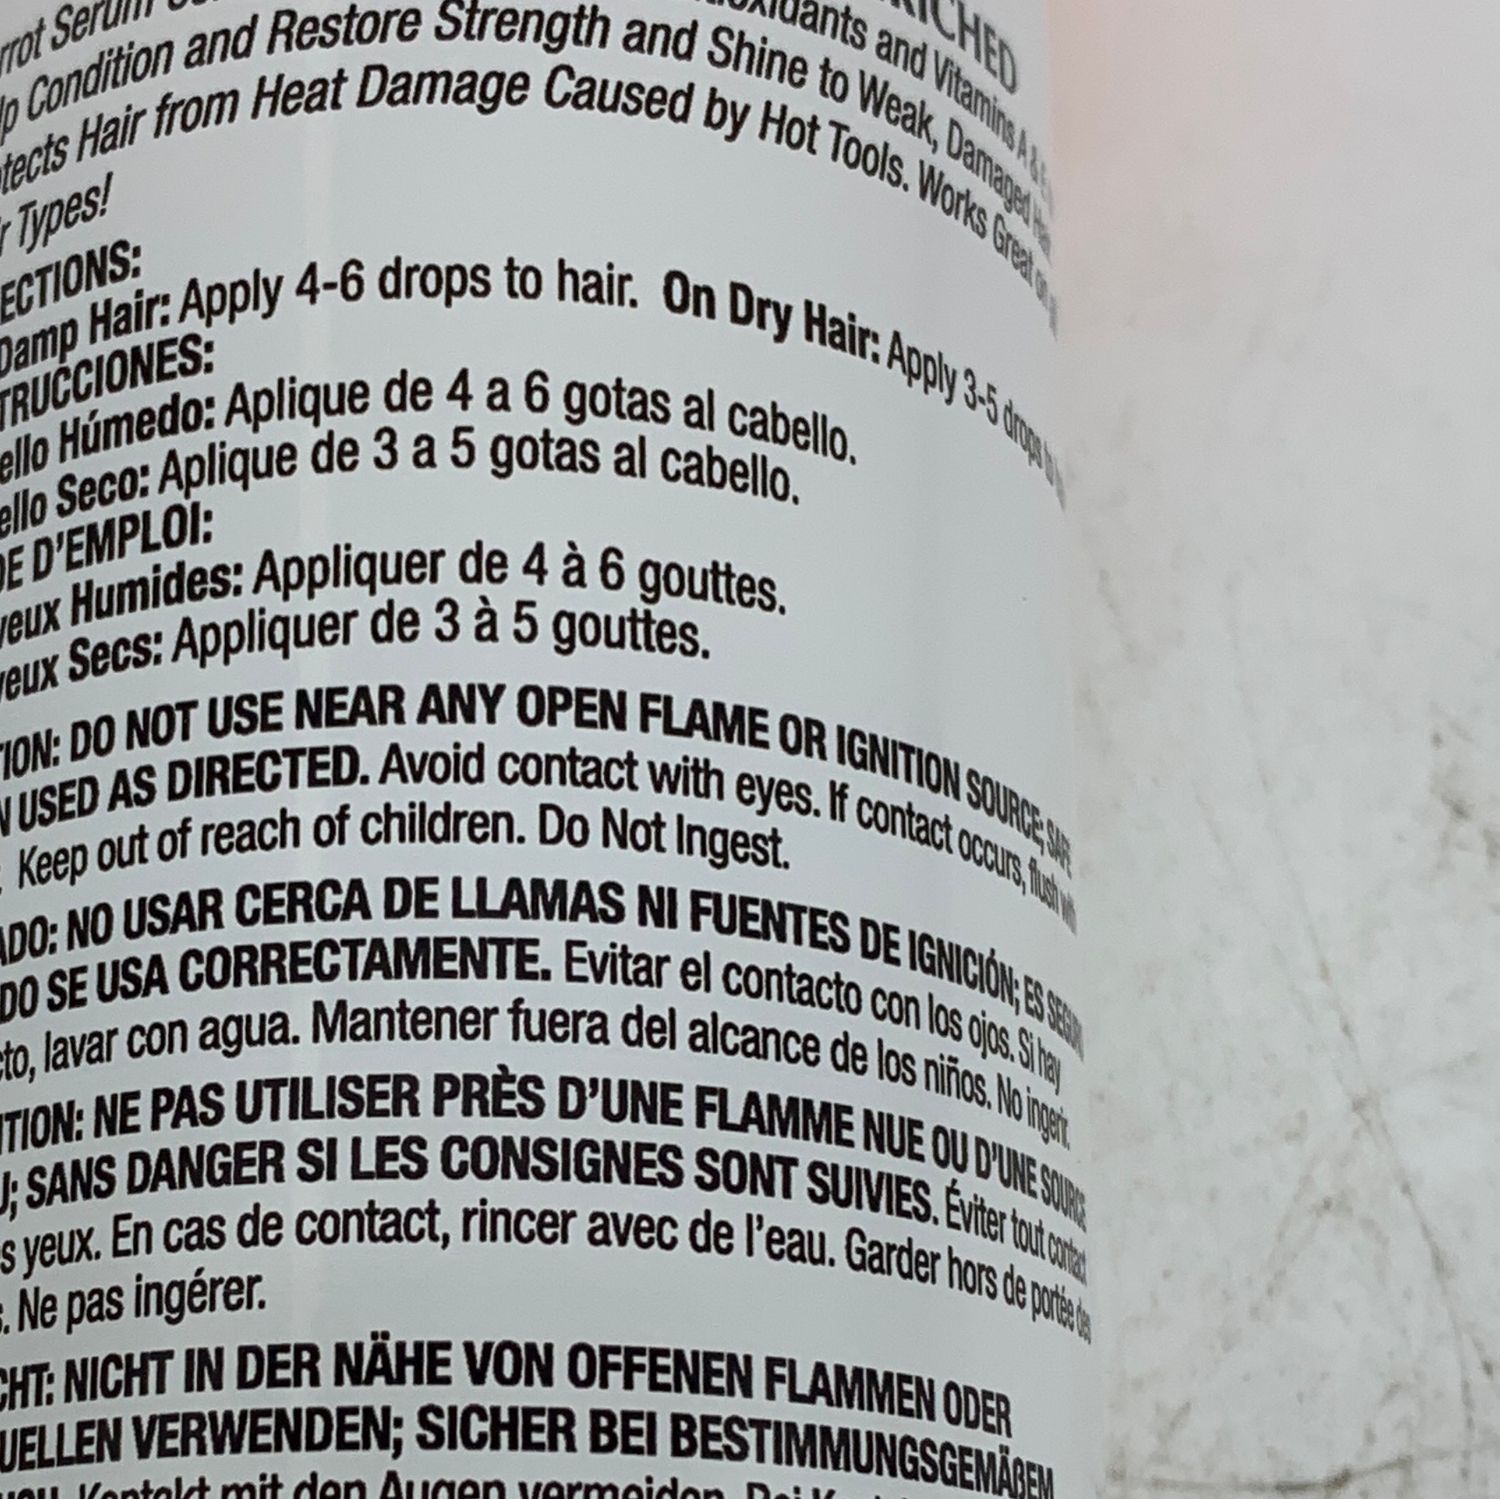 Serum
Condition and Restore Strength and Shine to Weak, Damaged
Hair from Heat Damage Caused by Hot Tools. Works Great on
Types!
ECTIONS:
Damp Hair: Apply 4-6 drops to hair. On Dry Hair: Apply 3-5 drops to
TRUCCIONES:
ello Húmedo: Aplique de 4 a 6 gotas al cabello.
ello Seco: Aplique de 3 a 5 gotas al cabello.
DE D'EMPLOI:
veux Humides: Appliquer de 4 à 6 gouttes.
veux Secs: Appliquer de 3 à 5 gouttes.
TION: DO NOT USE NEAR ANY OPEN FLAME OR IGNITION SOURCE; SAFE
N USED AS DIRECTED. Avoid contact with eyes. If contact occurs, flush with
Keep out of reach of children. Do Not Ingest.
ADO: NO USAR CERCA DE LLAMAS NI FUENTES DE IGNICIÓN; ES SEGURO
DO SE USA CORRECTAMENTE. Evitar el contacto con los ojos. Si hay
cto, lavar con agua. Mantener fuera del alcance de los niños. No ingerir.
TION: NE PAS UTILISER PRÈS D'UNE FLAMME NUE OU D'UNE SOURCE
U; SANS DANGER SI LES CONSIGNES SONT SUIVIES. Éviter tout contact
s yeux. En cas de contact, rincer avec de l'eau. Garder hors de portée des
s. Ne pas ingérer.
CHT: NICHT IN DER NÄHE VON OFFENEN FLAMMEN ODER
UELLEN VERWENDEN; SICHER BEI BESTIMMUNGSGEMÄßEM
Kontakt mit den Augen vermeiden.